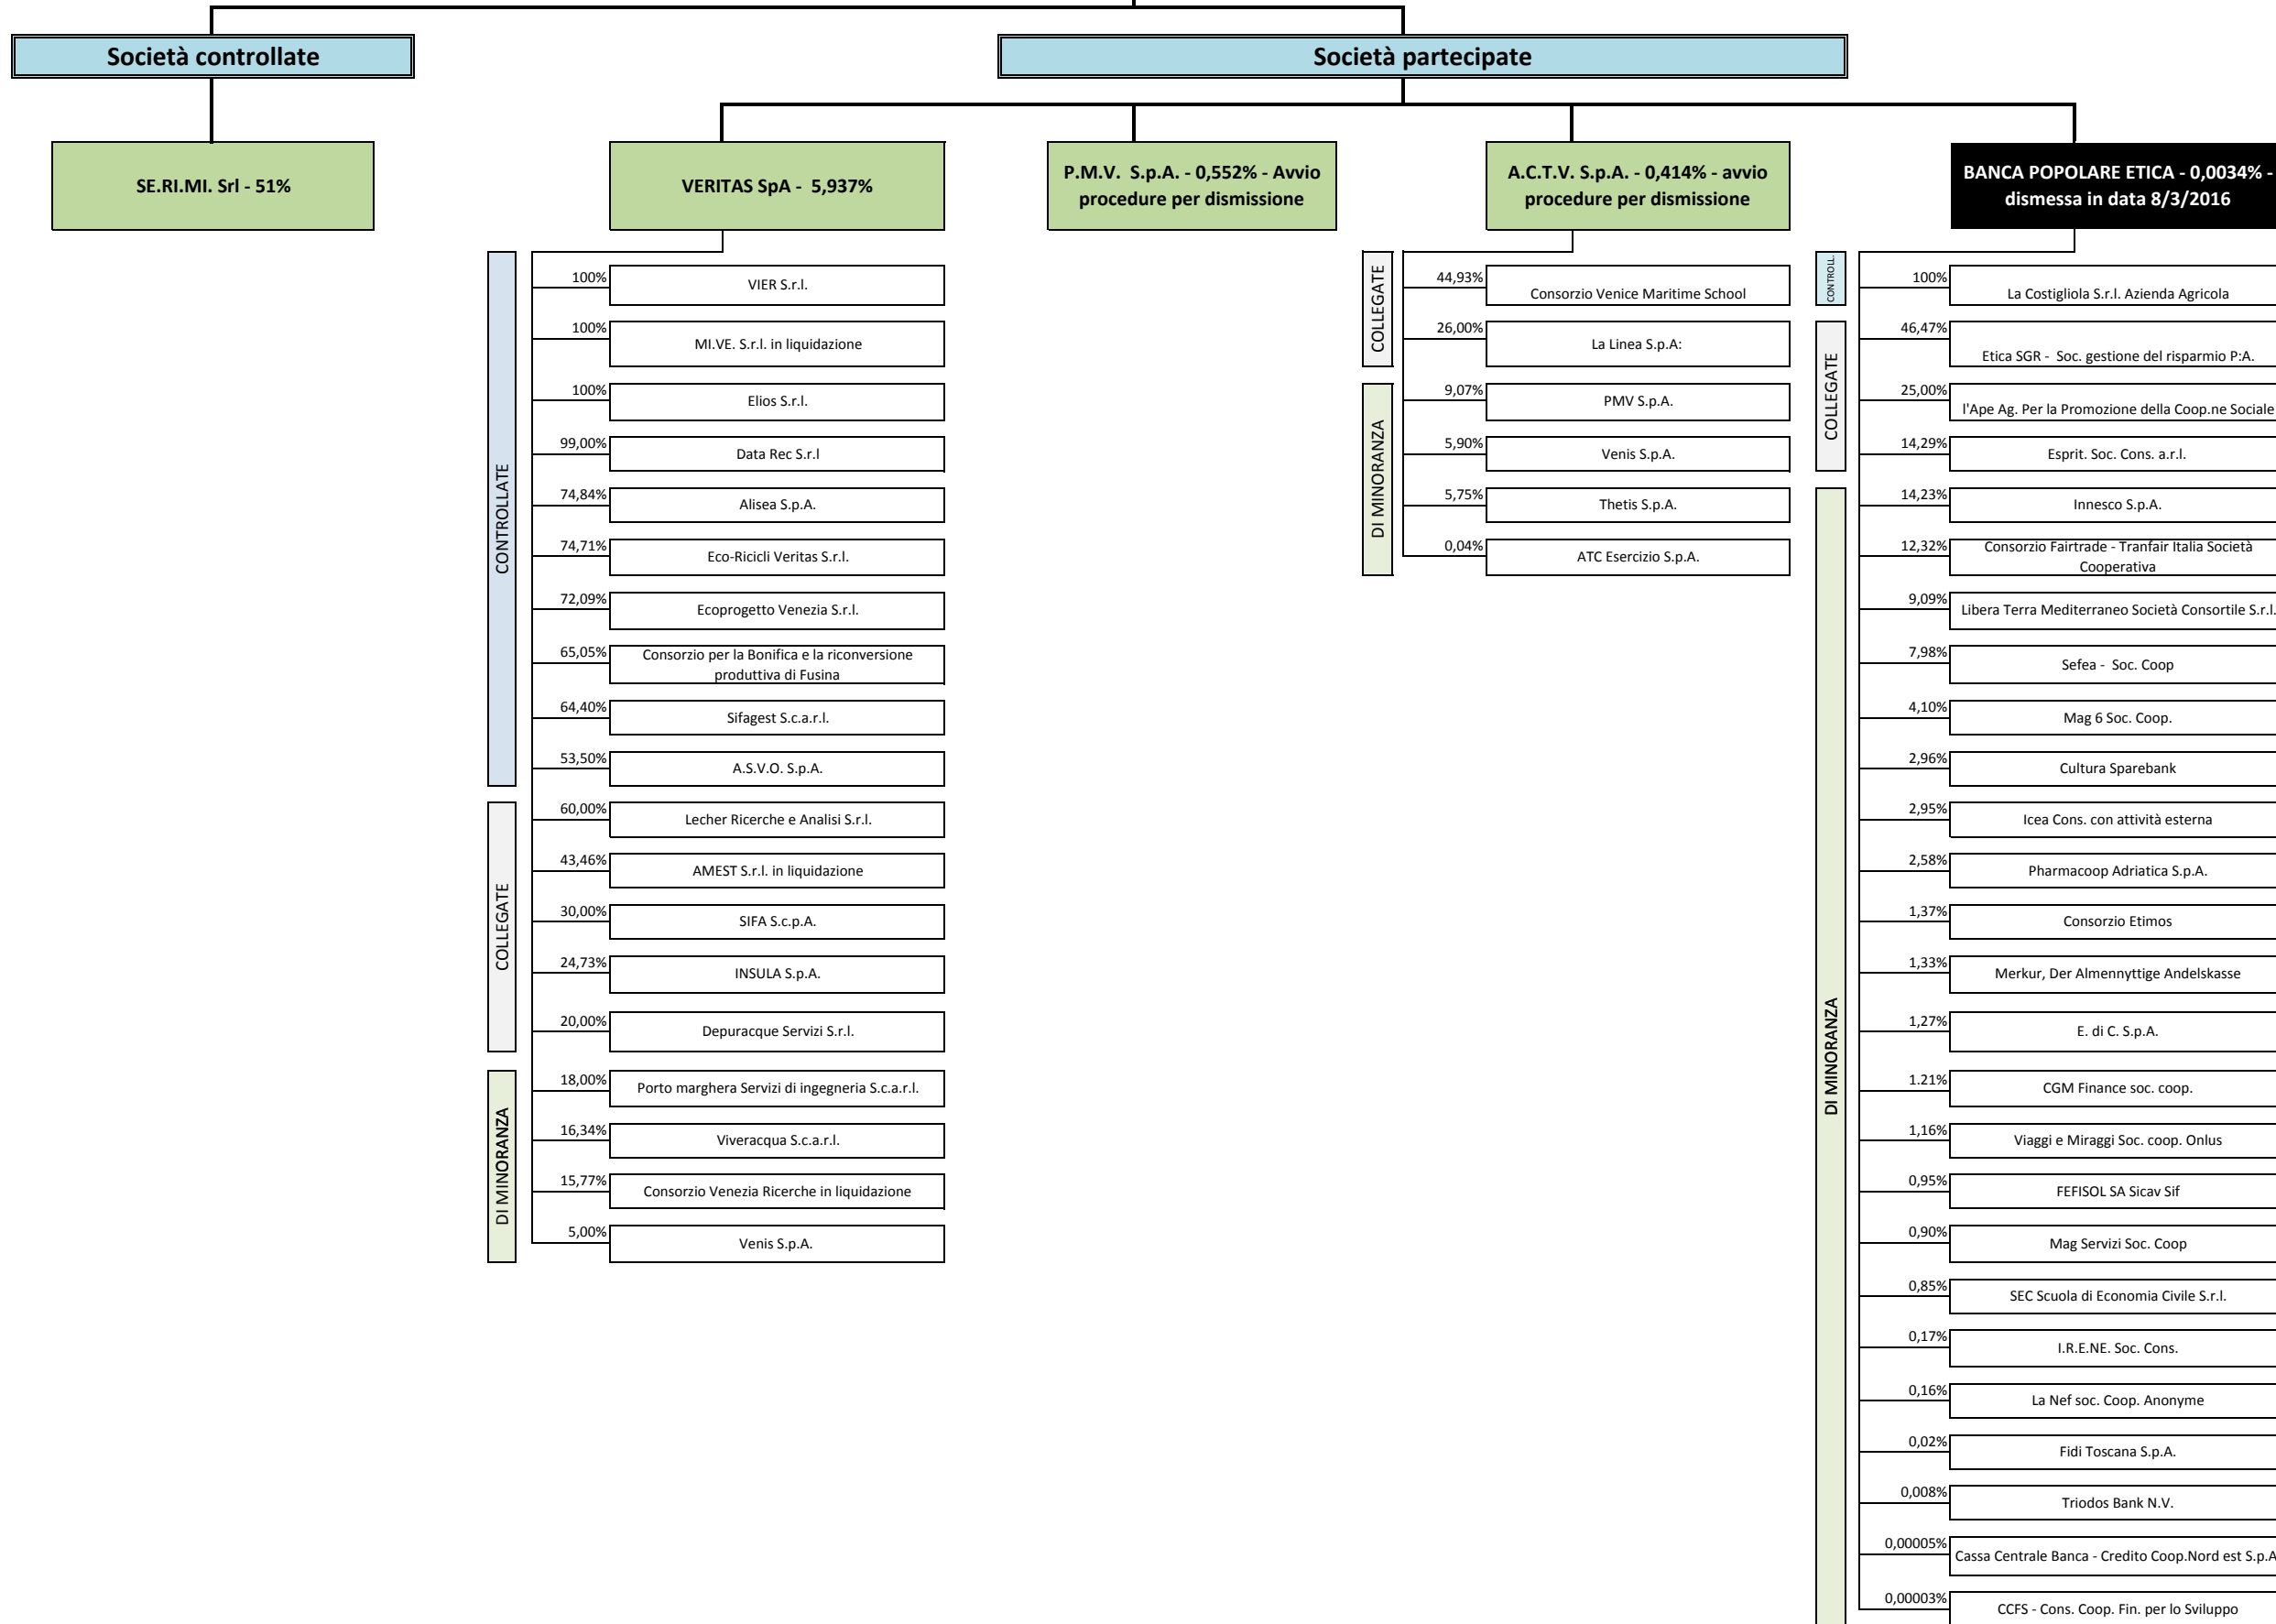 Società controllate
Società partecipate
SE.RI.MI. Srl - 51%
VERITAS SpA - 5,937%
P.M.V. S.p.A. - 0,552% - Avvio
procedure per dismissione
A.C.T.V. S.p.A. - 0,414% - avvio
procedure per dismissione
BANCA POPOLARE ETICA - 0,0034% -
dismessa in data 8/3/2016
CONTROLLATE
100%
VIER S.r.l.
100%
MI.VE. S.r.l. in liquidazione
100%
Elios S.r.l.
99,00%
Data Rec S.r.l
74,84%
Alisea S.p.A.
74,71%
Eco-Ricicli Veritas S.r.l.
72,09%
Ecoprogetto Venezia S.r.l.
65,05%
Consorzio per la Bonifica e la riconversione
produttiva di Fusina
64,40%
Sifagest S.c.a.r.l.
53,50%
A.S.V.O. S.p.A.
COLLEGATE
60,00%
Lecher Ricerche e Analisi S.r.l.
43,46%
AMEST S.r.l. in liquidazione
30,00%
SIFA S.c.p.A.
24,73%
INSULA S.p.A.
20,00%
Depuracque Servizi S.r.l.
DI MINORANZA
18,00%
Porto marghera Servizi di ingegneria S.c.a.r.l.
16,34%
Viveracqua S.c.a.r.l.
15,77%
Consorzio Venezia Ricerche in liquidazione
5,00%
Venis S.p.A.
COLLEGATE
44,93%
Consorzio Venice Maritime School
26,00%
La Linea S.p.A:
DI MINORANZA
9,07%
PMV S.p.A.
5,90%
Venis S.p.A.
5,75%
Thetis S.p.A.
0,04%
ATC Esercizio S.p.A.
CONTROLL.
100%
La Costigliola S.r.l. Azienda Agricola
COLLEGATE
46,47%
Etica SGR - Soc. gestione del risparmio P:A.
25,00%
l'Ape Ag. Per la Promozione della Coop.ne Sociale
14,29%
Esprit. Soc. Cons. a.r.l.
DI MINORANZA
14,23%
Innesco S.p.A.
12,32%
Consorzio Fairtrade - Tranfair Italia Società
Cooperativa
9,09%
Libera Terra Mediterraneo Società Consortile S.r.l.
7,98%
Sefea - Soc. Coop
4,10%
Mag 6 Soc. Coop.
2,96%
Cultura Sparebank
2,95%
Icea Cons. con attività esterna
2,58%
Pharmacoop Adriatica S.p.A.
1,37%
Consorzio Etimos
1,33%
Merkur, Der Almennyttige Andelskasse
1,27%
E. di C. S.p.A.
1.21%
CGM Finance soc. coop.
1,16%
Viaggi e Miraggi Soc. coop. Onlus
0,95%
FEFISOL SA Sicav Sif
0,90%
Mag Servizi Soc. Coop
0,85%
SEC Scuola di Economia Civile S.r.l.
0,17%
I.R.E.NE. Soc. Cons.
0,16%
La Nef soc. Coop. Anonyme
0,02%
Fidi Toscana S.p.A.
0,008%
Triodos Bank N.V.
0,00005%
Cassa Centrale Banca - Credito Coop.Nord est S.p.A
0,00003%
CCFS - Cons. Coop. Fin. per lo Sviluppo